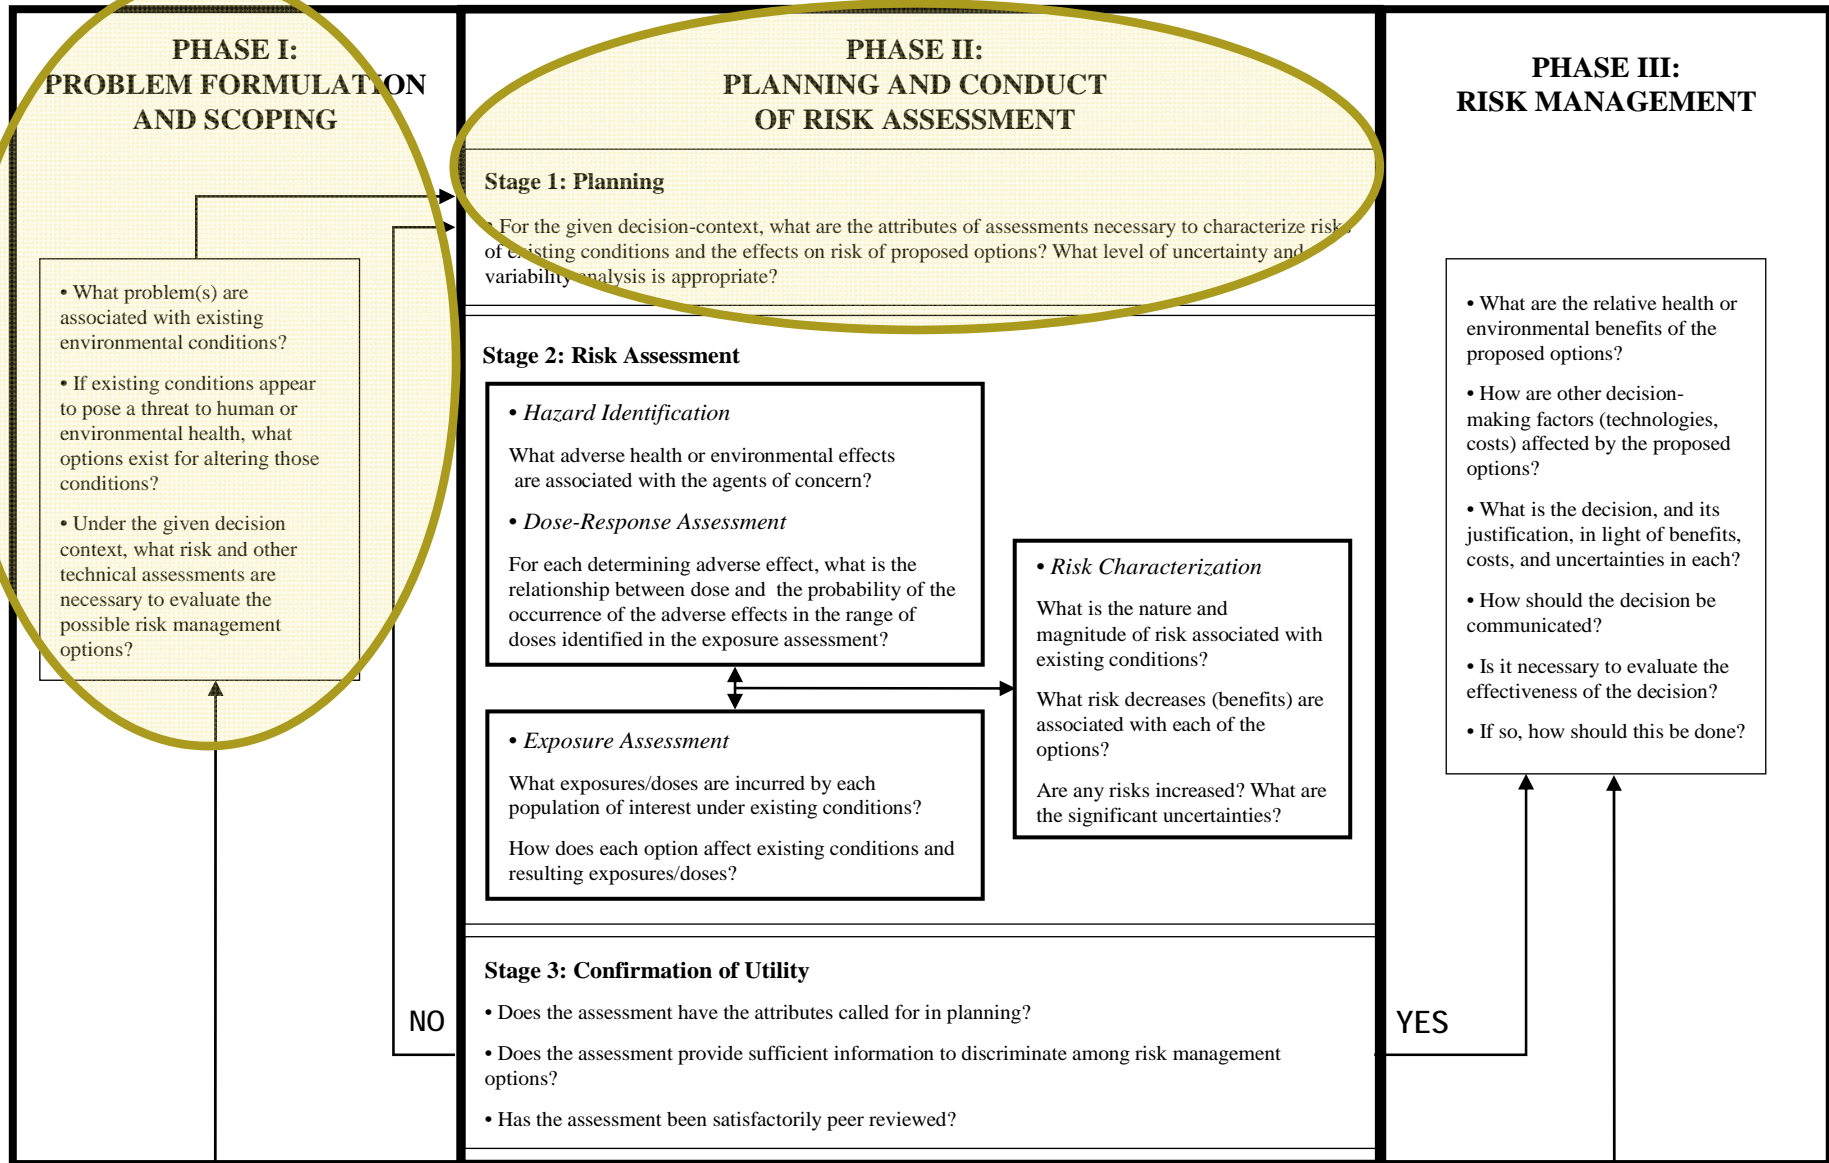 PHASE I:
PROBLEM FORMULATION
AND SCOPING
• What problem(s) are
associated with existing
environmental conditions?
• If existing conditions appear
to pose a threat to human or
environmental health, what
options exist for altering those
conditions?
• Under the given decision
context, what risk and other
technical assessments are
necessary to evaluate the
possible risk management
options?
NO
PHASE II:
PLANNING AND CONDUCT
OF RISK ASSESSMENT
Stage 1: Planning
• For the given decision-context, what are the attributes of assessments necessary to characterize risks
of existing conditions and the effects on risk of proposed options? What level of uncertainty and
variability analysis is appropriate?
Stage 2: Risk Assessment
• Hazard Identification
What adverse health or environmental effects
are associated with the agents of concern?
• Dose-Response Assessment
For each determining adverse effect, what is the
relationship between dose and the probability of the
occurrence of the adverse effects in the range of
doses identified in the exposure assessment?
• Exposure Assessment
What exposures/doses are incurred by each
population of interest under existing conditions?
How does each option affect existing conditions and
resulting exposures/doses?
• Risk Characterization
What is the nature and
magnitude of risk associated with
existing conditions?
What risk decreases (benefits) are
associated with each of the
options?
Are any risks increased? What are
the significant uncertainties?
Stage 3: Confirmation of Utility
• Does the assessment have the attributes called for in planning?
• Does the assessment provide sufficient information to discriminate among risk management
options?
• Has the assessment been satisfactorily peer reviewed?
YES
PHASE III:
RISK MANAGEMENT
• What are the relative health or
environmental benefits of the
proposed options?
• How are other decision-
making factors (technologies,
costs) affected by the proposed
options?
• What is the decision, and its
justification, in light of benefits,
costs, and uncertainties in each?
• How should the decision be
communicated?
• Is it necessary to evaluate the
effectiveness of the decision?
• If so, how should this be done?